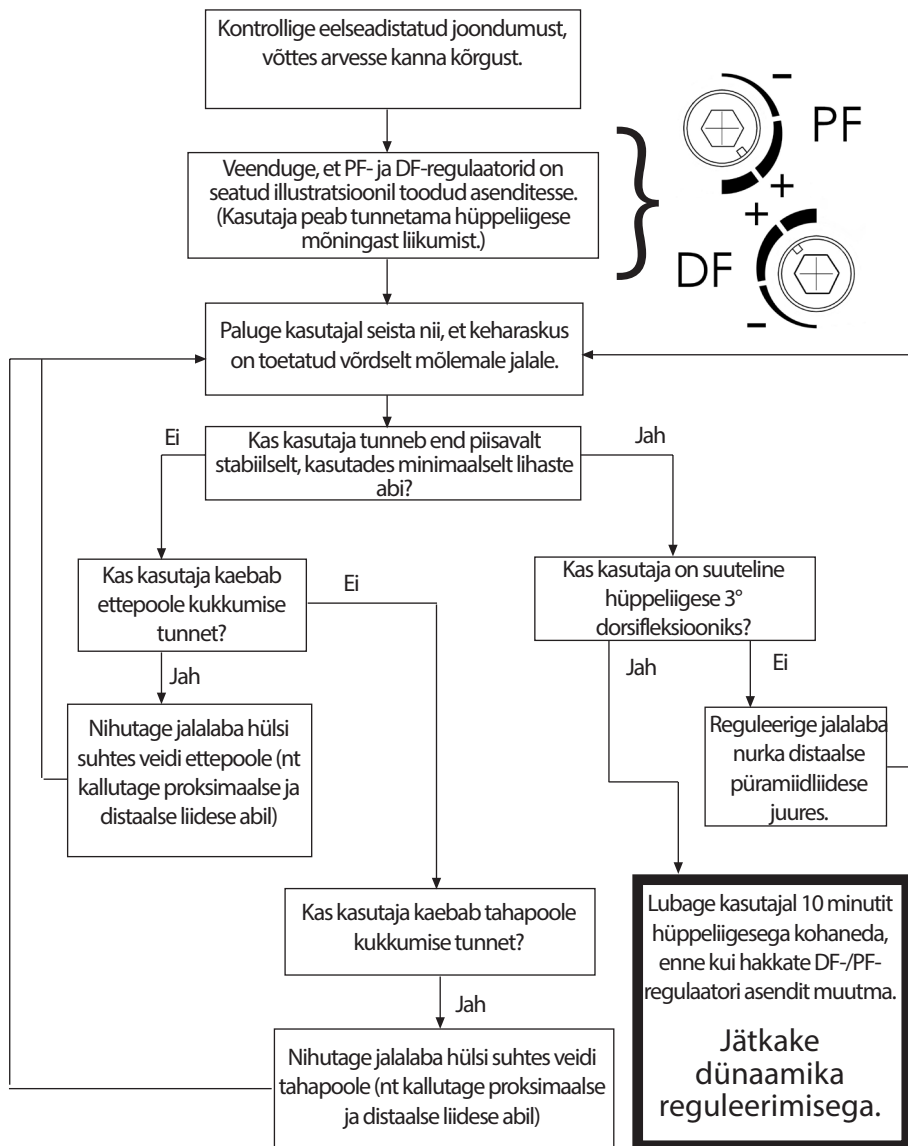 Kontrollige eelseadistatud joondumust,
võttes arvesse kanna kõrgust.
Veenduge, et PF- ja DF-regulaatorid on
seatud illustratsioonil toodud asenditesse.
(Kasutaja peab tunnetama hüppeliigese
mõningast liikumist.)
-
PF
+
+
DF
-
Paluge kasutajal seista nii, et keharaskus
on toetatud võrdselt mõlemale jalale.
Ei
Kas kasutaja tunneb end piisavalt
stabiilselt, kasutades minimaalselt lihaste
abi?
Jah
Kas kasutaja kaebab
ettepoole kukkumise
tunnet?
Ei
Jah
Kas kasutaja on suuteline
hüppeliigese 3°
dorsifleksiooniks?
Jah
Ei
Nihutage jalalaba hülsi
suhtes veidi ettepoole (nt
kallutage proksimaalse ja
distaalse liidese abil)
Reguleerige jalalaba
nurka distaalse
püramiidliidese
juures.
Kas kasutaja kaebab tahapoole
kukkumise tunnet?
Jah
Nihutage jalalaba hülsi suhtes veidi
tahapoole (nt kallutage proksimaalse
ja distaalse liidese abil)
Lubage kasutajal 10 minutit
hüppeliigesega kohaneda,
enne kui hakkate DF-/PF-
regulaatori asendit muutma.
Jätkake
dünaamika
reguleerimisega.